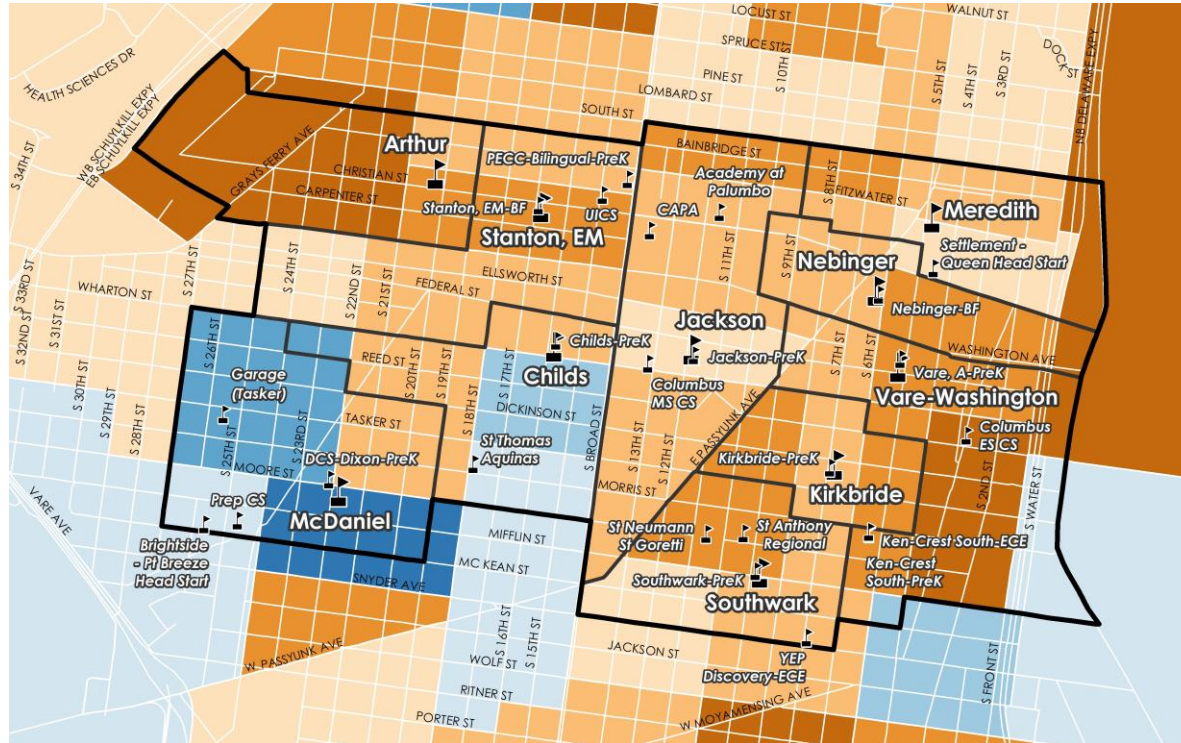 LOCUST ST
WALNUT ST
SPRUCE ST
S 10TH ST
DOCK ST
PINE ST
LOMBARD ST
SOUTH ST
S 5TH ST
S 4TH ST
S 3RD ST
NB DELAWARE EXPY
HEALTH SCIENCES DR
WB SCHUYLKILL EXPY
EB SCHUYLKILL EXPY
S 34TH ST
GRAYS FERRY AVE
Arthur
CHRISTIAN ST
CARPENTER ST
PECC-Bilingual-PreK
Stanton, EM-BF
UICS
Stanton, EM
BAINBRIDGE ST
Academy at
Palumbo
CAPA
S 8TH ST
FITZWATER ST
Meredith
Settlement -
Queen Head Start
S 11TH ST
S 9TH ST
Nebinger
Nebinger-BF
ELLSWORTH ST
FEDERAL ST
S 33RD ST
S 32ND ST
S 31ST ST
WHARTON ST
S 27TH ST
S 24TH ST
S 22ND ST
S 21ST ST
S 30TH ST
S 29TH ST
S 28TH ST
S 26TH ST
REED ST
S 20TH ST
S 19TH ST
Childs-PreK
Childs
S 17TH ST
DICKINSON ST
Jackson
Jackson-PreK
Columbus
MS CS
E PASSYUNK AVE
S 7TH ST
S 6TH ST
WASHINGTON AVE
Vare, A-PreK
Vare-Washington
Columbus
ES CS
Garage
(Tasker)
TASKER ST
S 23RD ST
S 25TH ST
MOORE ST
S 18TH ST
St Thomas
Aquinas
S BROAD ST
S 13TH ST
S 12TH ST
MORRIS ST
DCS-Dixon-PreK
McDaniel
Prep CS
Brightside
- Pt Breeze
Head Start
Kirkbride-PreK
Kirkbride
S 2ND ST
S WATER ST
VARE AVE
MIFFLIN ST
MC KEAN ST
SNYDER AVE
St Neumann
St Goretti
St Anthony
Regional
Ken-Crest South-ECE
Ken-Crest
South-PreK
Southwark-PreK
Southwark
W PASSYUNK AVE
S 16TH ST
S 15TH ST
WOLF ST
RITNER ST
PORTER ST
JACKSON ST
YEP
Discovery-ECE
W MOYAMENSING AVE
S FRONT ST